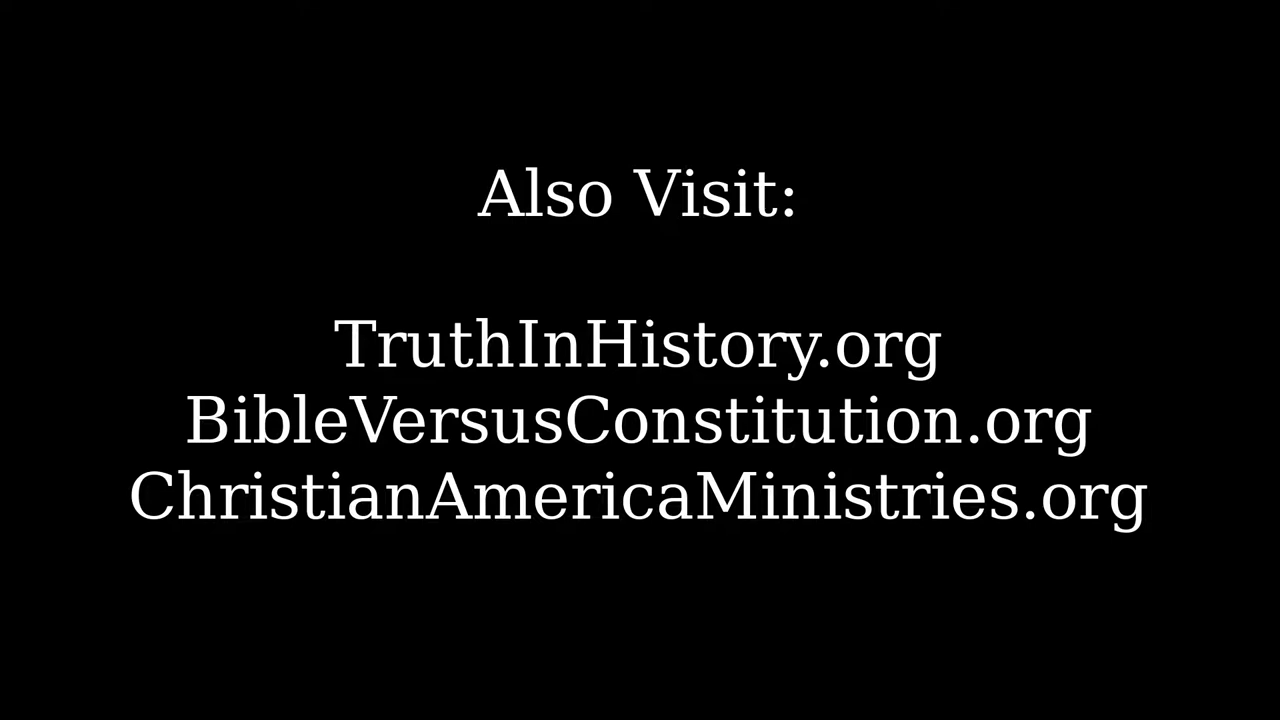 Also Visit:
TruthInHistory.org
BibleVersusConstitution.org
ChristianAmericaMinistries.org